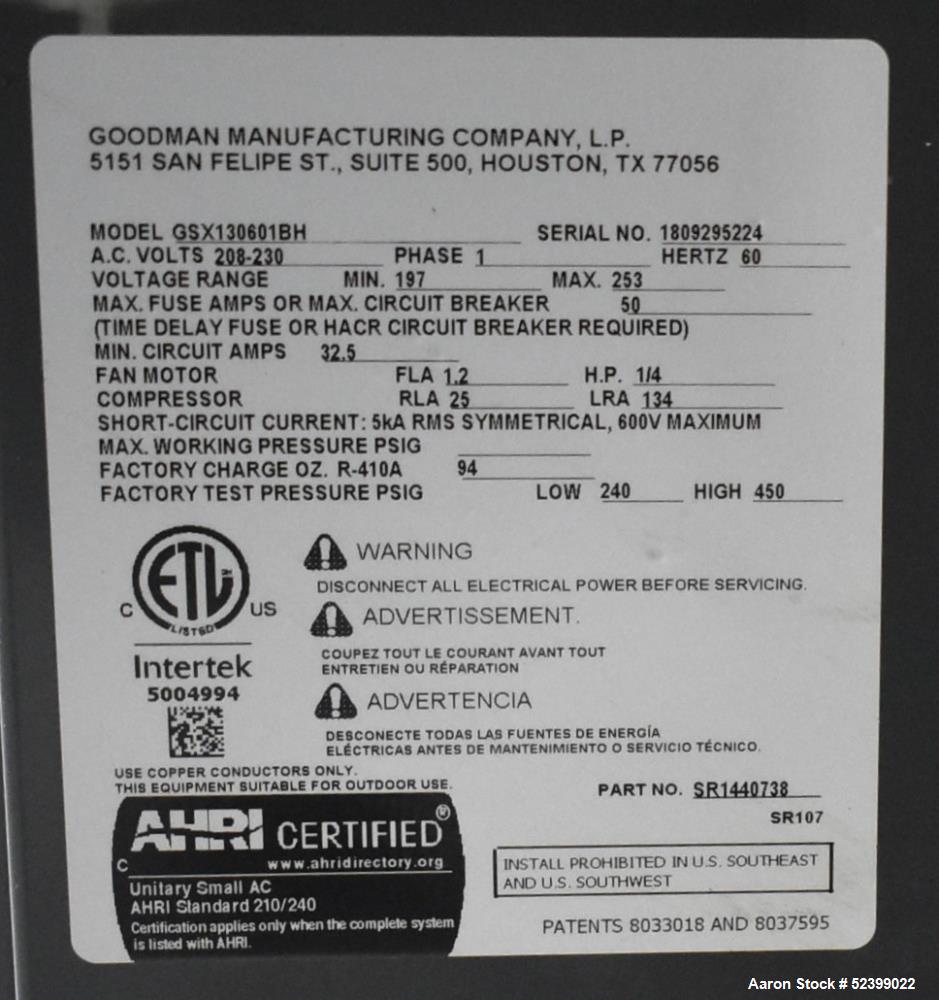 GOODMAN MANUFACTURING COMPANY, L.P.
5151 SAN FELIPE ST., SUITE 500, HOUSTON, TX 77056
MODEL GSX130601BH SERIAL NO. 1809295224
A.C. VOLTS 208-230 PHASE 1 HERTZ 60
VOLTAGE RANGE MIN. 197 MAX. 253
MAX. FUSE AMPS OR MAX. CIRCUIT BREAKER 50
(TIME DELAY FUSE OR HACR CIRCUIT BREAKER REQUIRED)
MIN. CIRCUIT AMPS 32.5
FAN MOTOR FLA 1.2 H.P. 1/4
COMPRESSOR RLA 25 LRA 134
SHORT-CIRCUIT CURRENT: 5kA RMS SYMMETRICAL, 600V MAXIMUM
MAX. WORKING PRESSURE PSIG
FACTORY CHARGE OZ. R-410A 94
FACTORY TEST PRESSURE PSIG LOW 240 HIGH 450
ETL
LISTED
C US
Intertek
5004994
WARNING
DISCONNECT ALL ELECTRICAL POWER BEFORE SERVICING.
ADVERTISSEMENT.
COUPEZ TOUT LE COURANT AVANT TOUT
ENTRETIEN OU RÉPARATION
ADVERTENCIA
DESCONECTE TODAS LAS FUENTES DE ENERGÍA
ELÉCTRICAS ANTES DE MANTENIMIENTO O SERVICIO TÉCNICO.
USE COPPER CONDUCTORS ONLY.
THIS EQUIPMENT SUITABLE FOR OUTDOOR USE.
PART NO. SR1440738
SR107
AHRI CERTIFIED®
C www.ahridirectory.org
Unitary Small AC
AHRI Standard 210/240
Certification applies only when the complete system
is listed with AHRI.
INSTALL PROHIBITED IN U.S. SOUTHEAST
AND U.S. SOUTHWEST
PATENTS 8033018 AND 8037595
Aaron Stock # 52399022